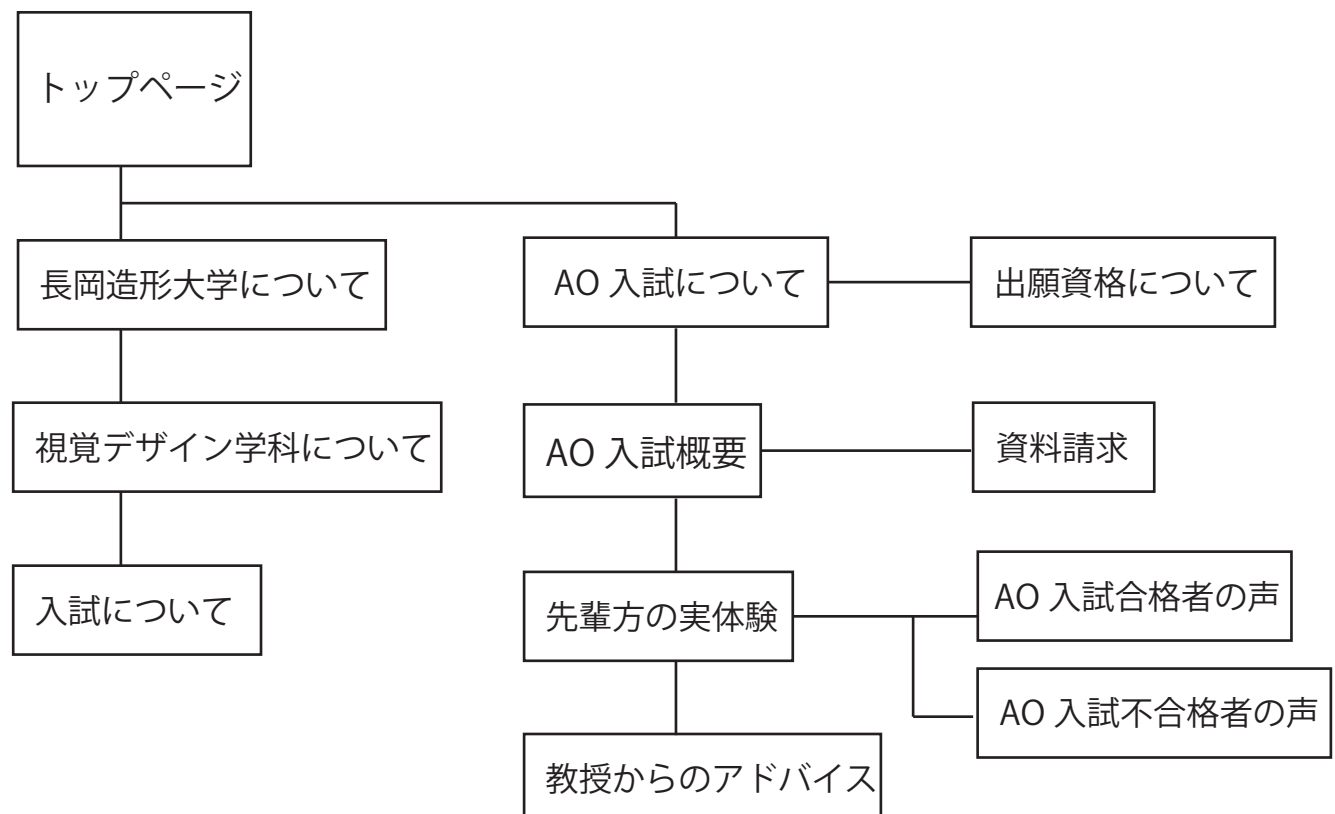 トップページ
長岡造形大学について
AO 入試について
出願資格について
視覚デザイン学科について
AO 入試概要
資料請求
入試について
先輩方の実体験
AO 入試合格者の声
AO 入試不合格者の声
教授からのアドバイス